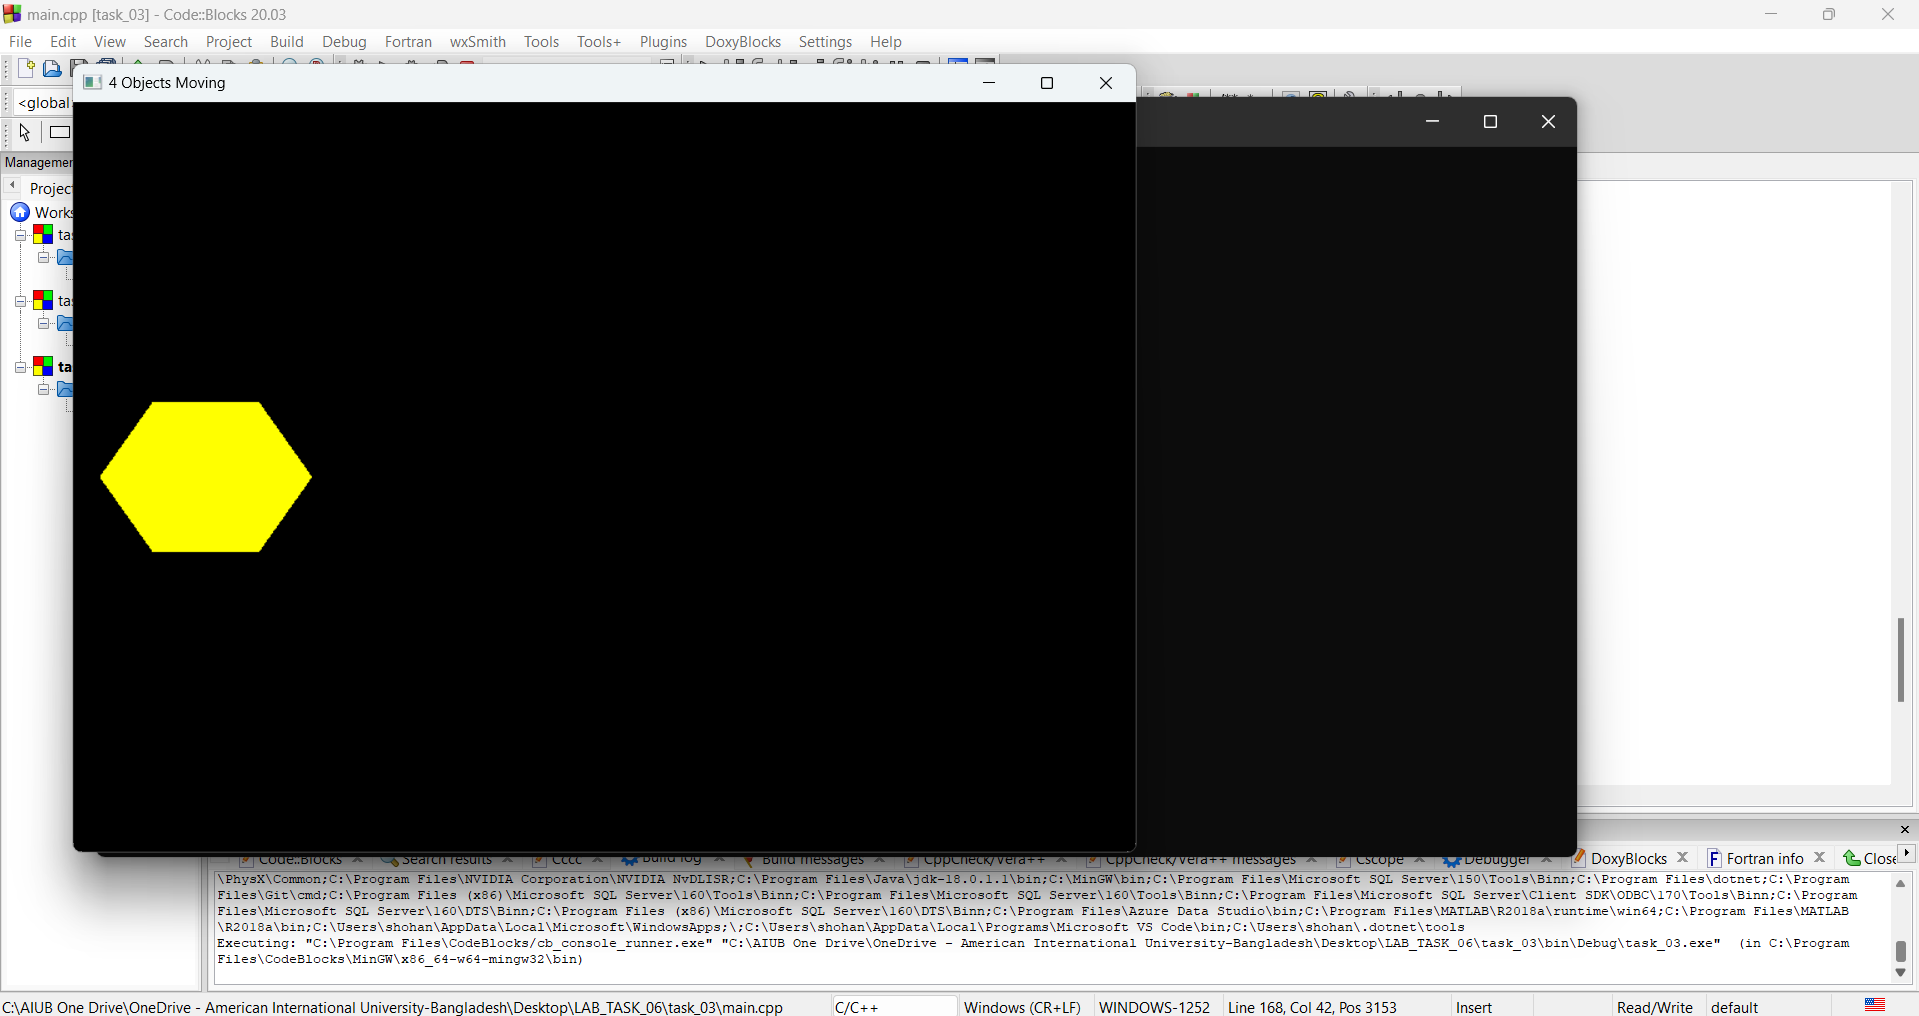 main.cpp [task_03] - Code::Blocks 20.03
File Edit View Search Project Build Debug Fortran wxSmith Tools Tools+ Plugins DoxyBlocks Settings Help
4 Objects Moving
<global
Managemen
Projec
Works
tas
tas
ta
Code::Blocks Search results Cccc Build log Build messages CppCheck/Vera++ CppCheck/Vera++ messages Cscope Debugger DoxyBlocks Fortran info Close
\PhysX\Common;C:\Program Files\NVIDIA Corporation\NVIDIA NvDLISR;C:\Program Files\Java\jdk-18.0.1.1\bin;C:\MinGW\bin;C:\Program Files\Microsoft SQL Server\150\Tools\Binn;C:\Program Files\dotnet;C:\Program
Files\Git\cmd;C:\Program Files (x86)\Microsoft SQL Server\160\Tools\Binn;C:\Program Files\Microsoft SQL Server\160\Tools\Binn;C:\Program Files\Microsoft SQL Server\Client SDK\ODBC\170\Tools\Binn;C:\Program
Files\Microsoft SQL Server\160\DTS\Binn;C:\Program Files (x86)\Microsoft SQL Server\160\DTS\Binn;C:\Program Files\Azure Data Studio\bin;C:\Program Files\MATLAB\R2018a\runtime\win64;C:\Program Files\MATLAB
\R2018a\bin;C:\Users\shohan\AppData\Local\Microsoft\WindowsApps;\;C:\Users\shohan\AppData\Local\Programs\Microsoft VS Code\bin;C:\Users\shohan\.dotnet\tools
Executing: "C:\Program Files\CodeBlocks/cb_console_runner.exe" "C:\AIUB One Drive\OneDrive - American International University-Bangladesh\Desktop\LAB_TASK_06\task_03\bin\Debug\task_03.exe"  (in C:\Program
Files\CodeBlocks\MinGW\x86_64-w64-mingw32\bin)
C:\AIUB One Drive\OneDrive - American International University-Bangladesh\Desktop\LAB_TASK_06\task_03\main.cpp C/C++ Windows (CR+LF) WINDOWS-1252 Line 168, Col 42, Pos 3153 Insert Read/Write default